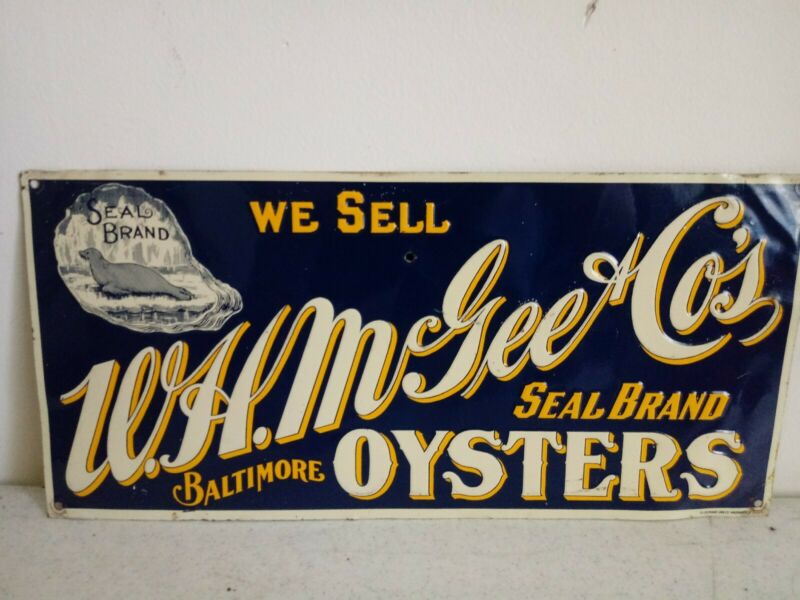 SEAL
BRAND
WE SELL
W.H. McGee & Co's
SEAL BRAND
BALTIMORE OYSTERS